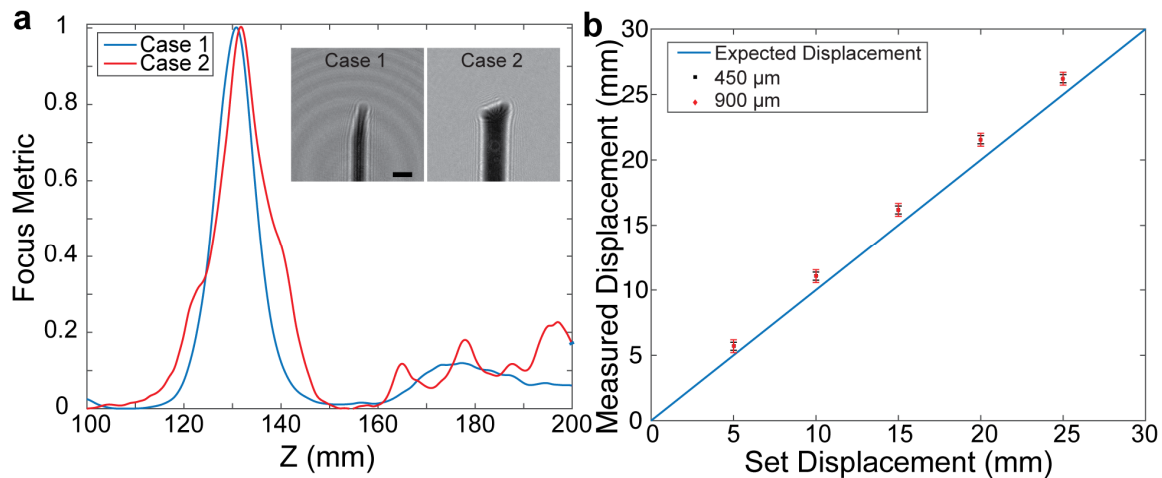 a
1
0.8
0.6
0.4
0.2
0
Focus Metric
Case 1
Case 2
Case 1
Case 2
100
120
140
160
180
200
Z (mm)
b
30
25
20
15
10
5
0
Measured Displacement (mm)
Expected Displacement
450 µm
900 µm
0
5
10
15
20
25
30
Set Displacement (mm)